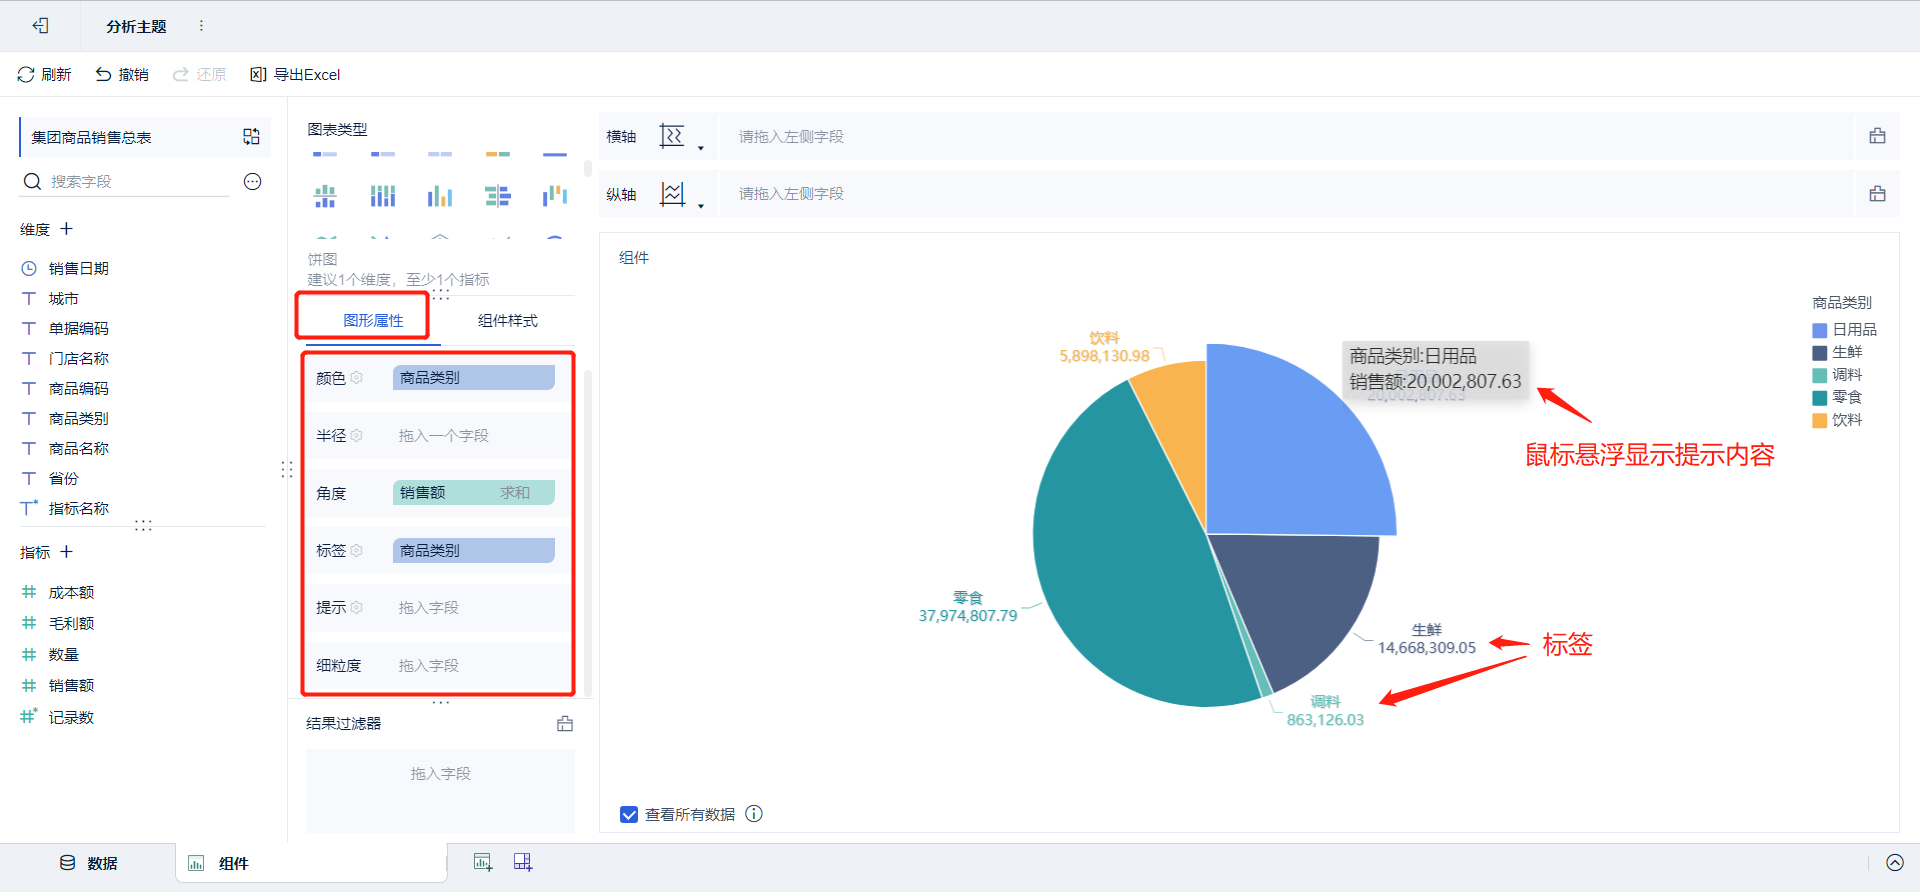 分析主题
刷新
撤销
还原
导出Excel
集团商品销售总表
搜索字段
维度
销售日期
城市
单据编码
门店名称
商品编码
商品类别
商品名称
省份
指标名称
指标
成本额
毛利额
数量
销售额
记录数
图表类型
饼图
建议1个维度，至少1个指标
图形属性
组件样式
颜色
商品类别
半径
拖入一个字段
角度
销售额
求和
标签
商品类别
提示
拖入字段
细粒度
拖入字段
结果过滤器
拖入字段
横轴
请拖入左侧字段
纵轴
请拖入左侧字段
组件
饮料
5,898,130.98
商品类别:日用品
销售额:20,002,807.63
20,002,807.63
鼠标悬浮显示提示内容
零食
37,974,807.79
生鲜
14,668,309.05
标签
调料
863,126.03
商品类别
日用品
生鲜
调料
零食
饮料
查看所有数据
数据
组件